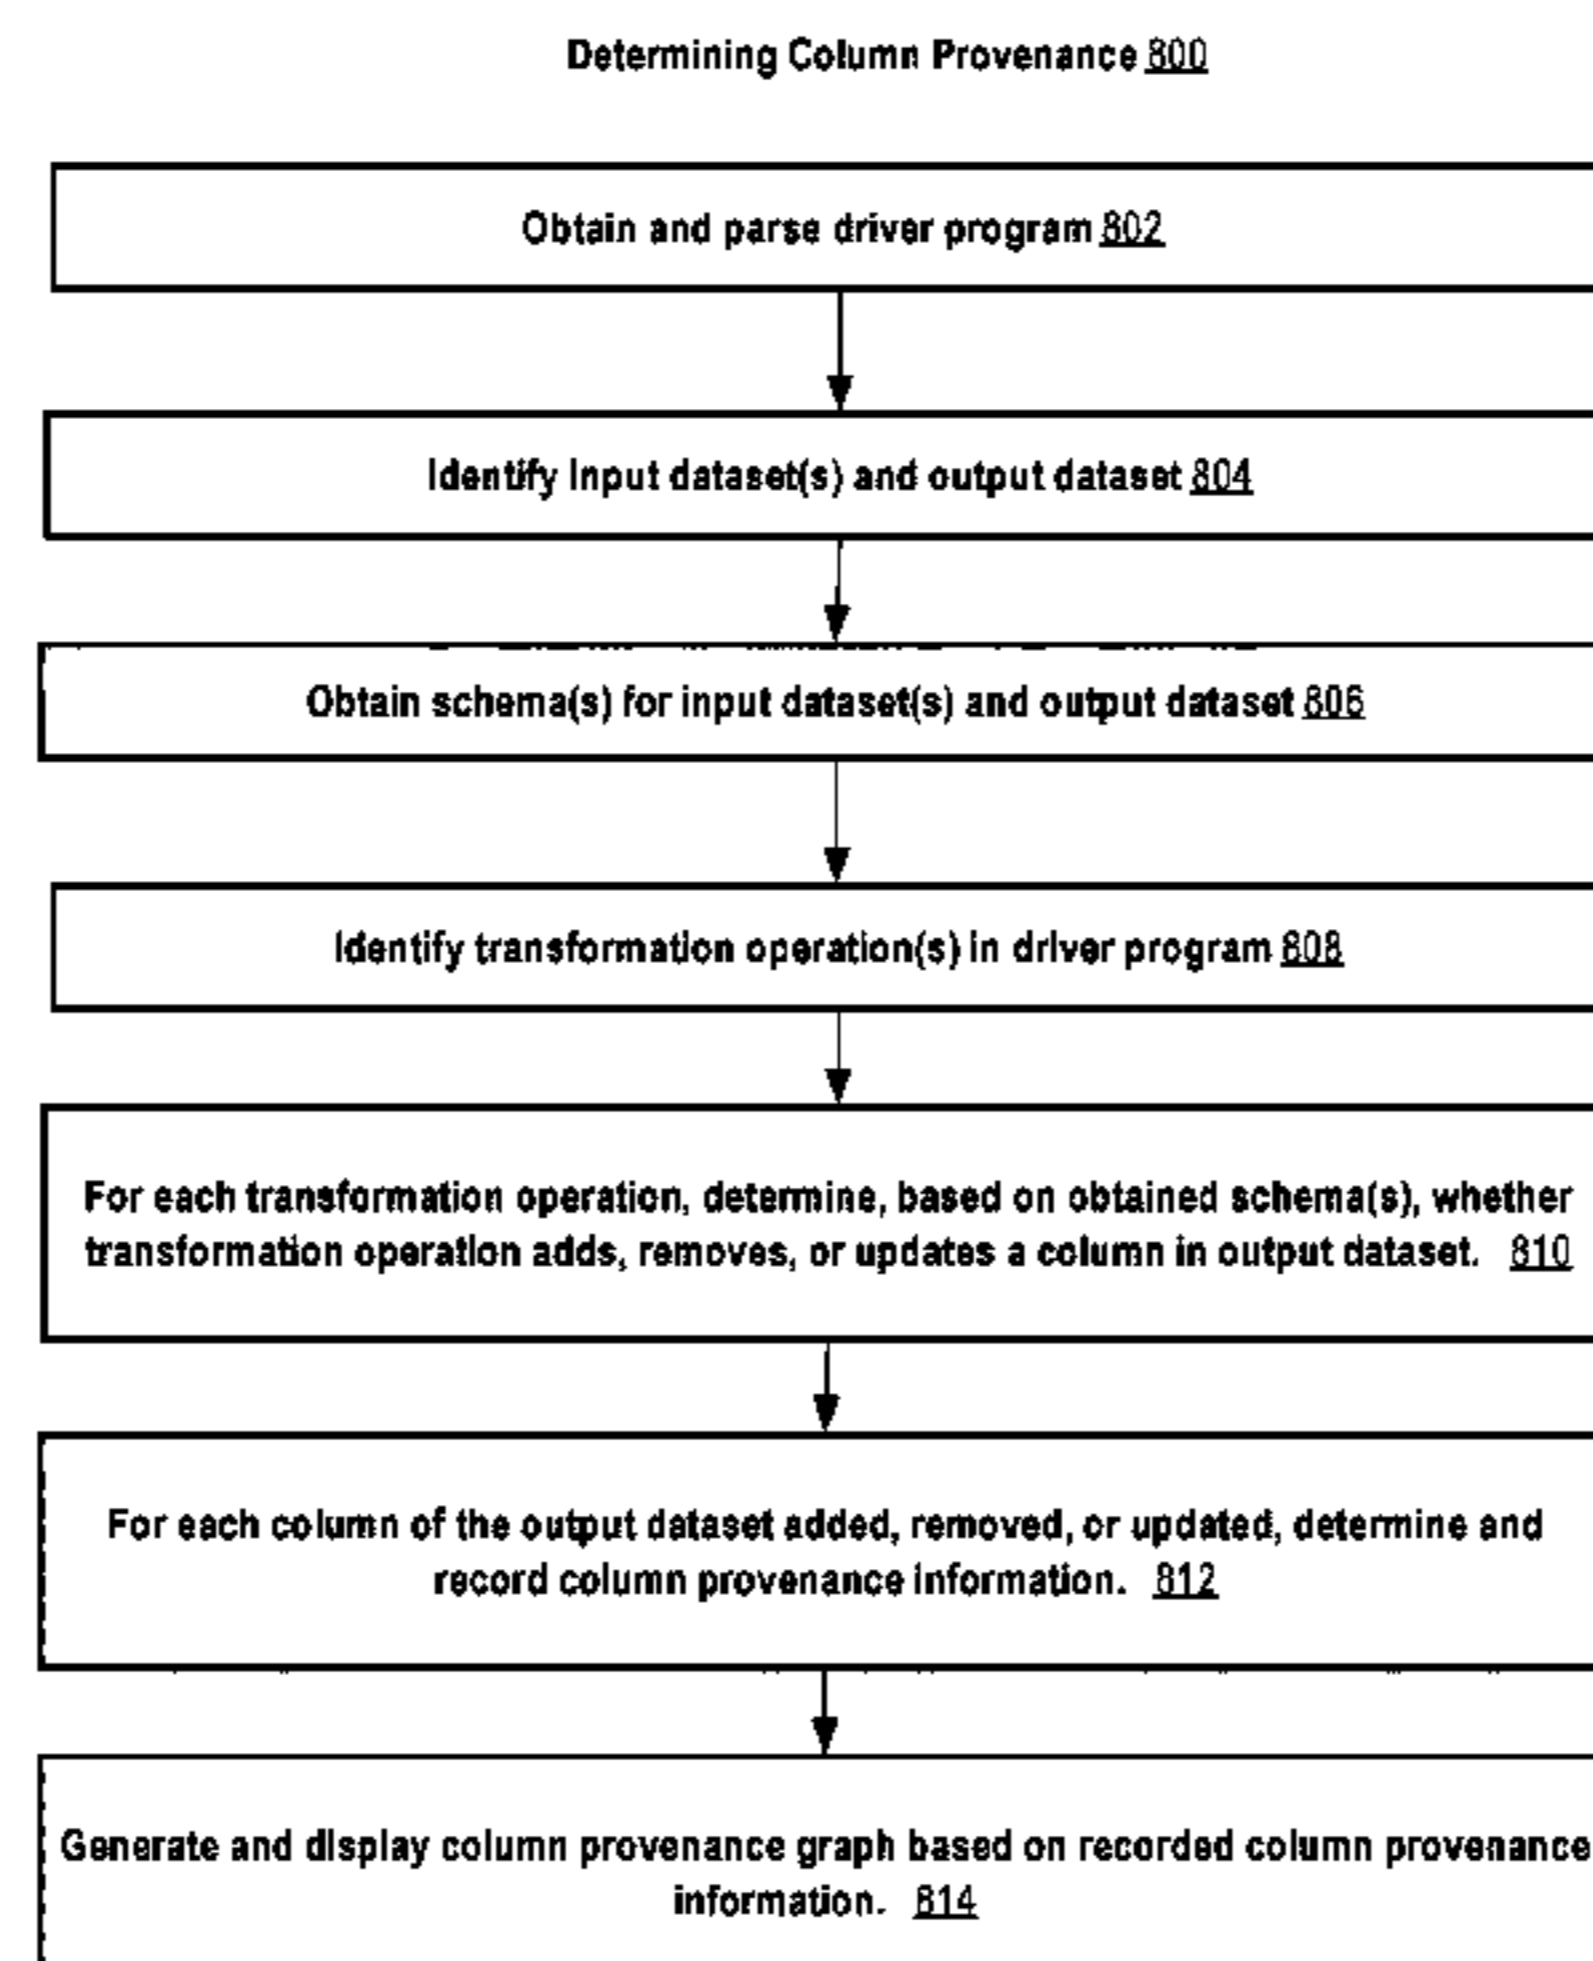 Determining Column Provenance 800
Obtain and parse driver program 802
Identify input dataset(s) and output dataset 804
Obtain schema(s) for input dataset(s) and output dataset 806
Identify transformation operation(s) in driver program 808
For each transformation operation, determine, based on obtained schema(s), whether
transformation operation adds, removes, or updates a column in output dataset. 810
For each column of the output dataset added, removed, or updated, determine and
record column provenance information. 812
Generate and display column provenance graph based on recorded column provenance
information. 814